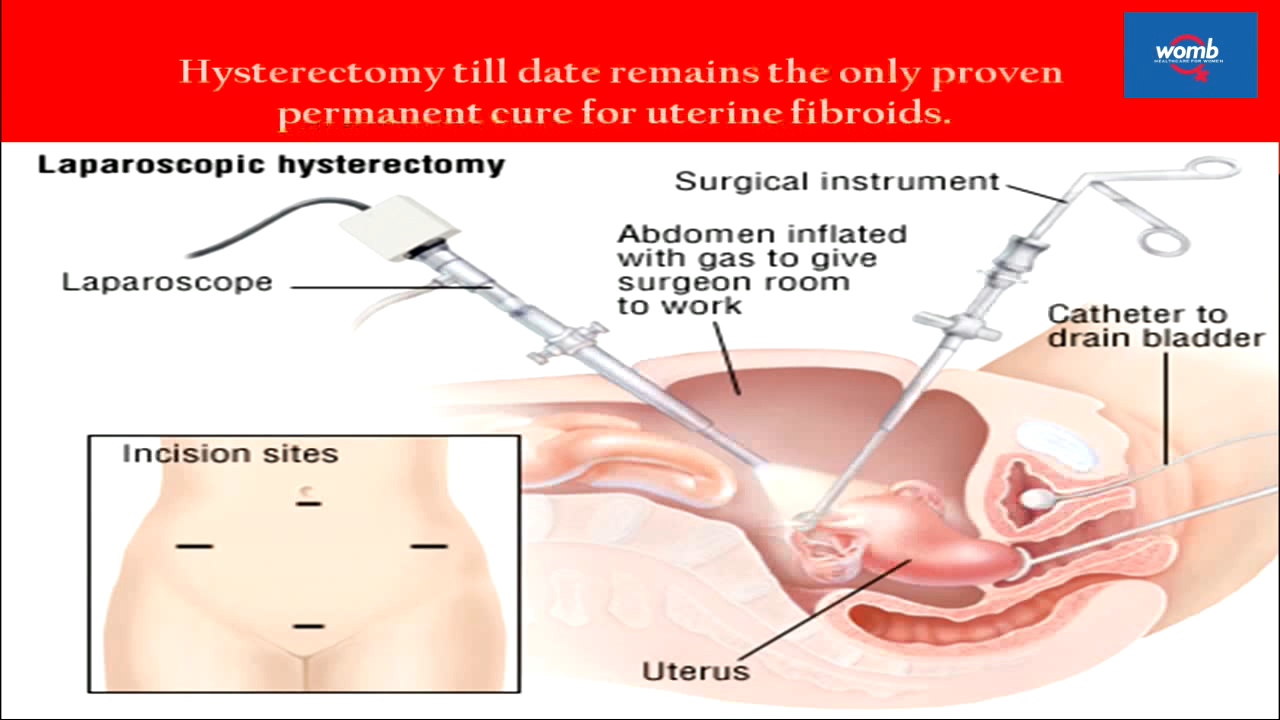 Hysterectomy till date remains the only proven
permanent cure for uterine fibroids.
womb
HEALTHCARE FOR WOMEN
Laparoscopic hysterectomy
Surgical instrument
Abdomen inflated
with gas to give
surgeon room
to work
Laparoscope
Catheter to
drain bladder
Incision sites
Uterus